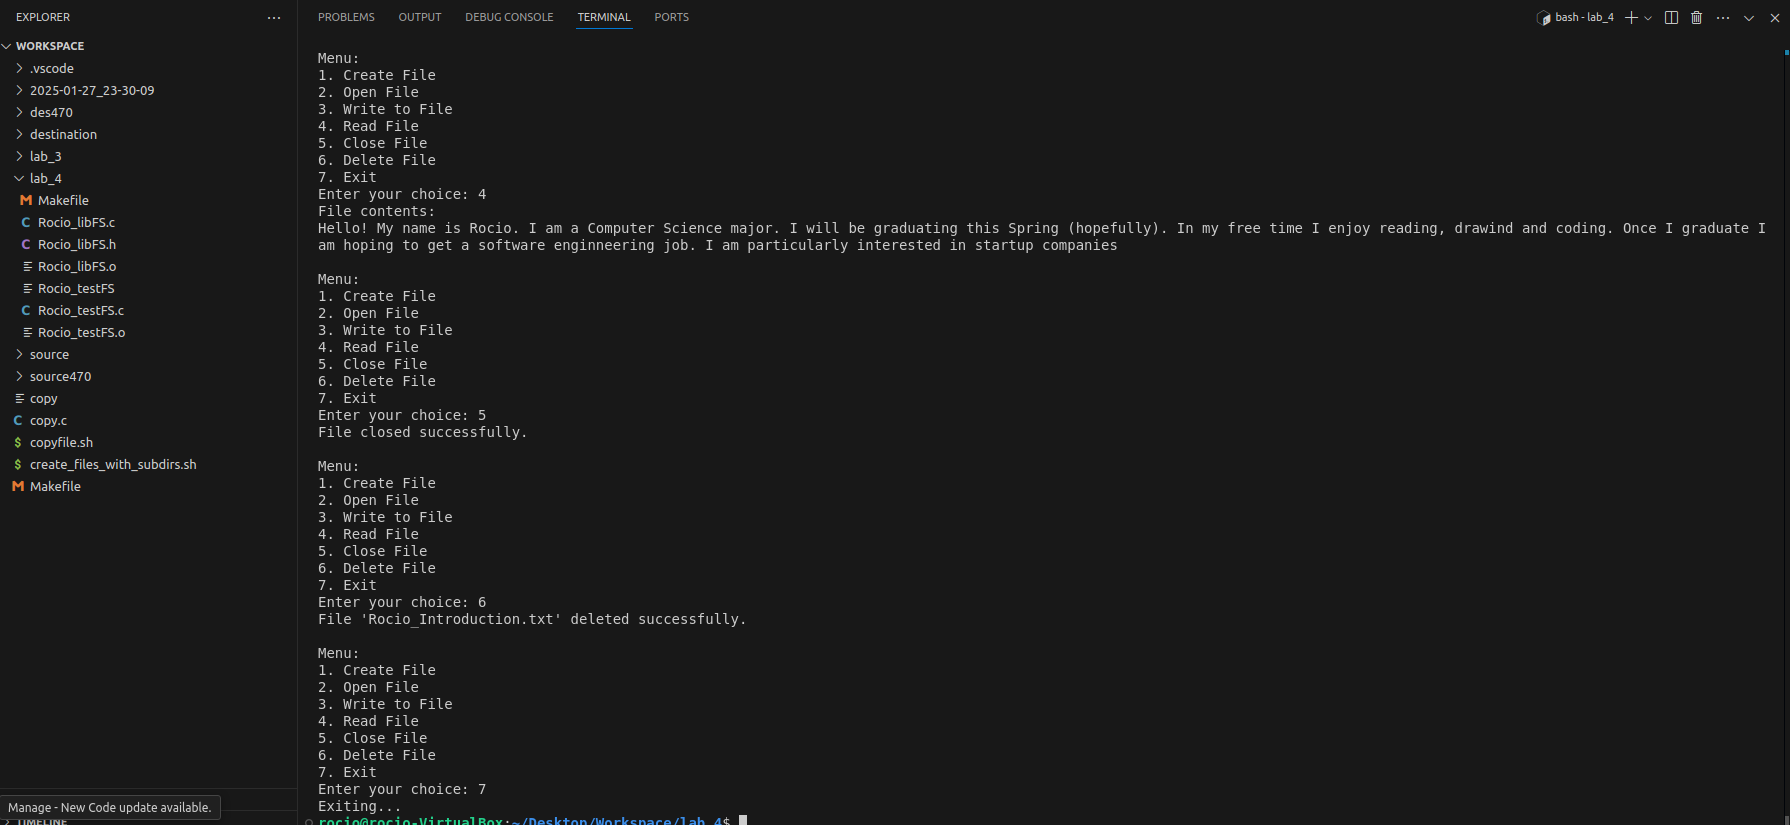 EXPLORER
WORKSPACE
.vscode
2025-01-27_23-30-09
des470
destination
lab_3
lab_4
Makefile
Rocio_libFS.c
Rocio_libFS.h
Rocio_libFS.o
Rocio_testFS
Rocio_testFS.c
Rocio_testFS.o
source
source470
copy
copy.c
copyfile.sh
create_files_with_subdirs.sh
Makefile
Manage - New Code update available.
TIMELINE
PROBLEMS OUTPUT DEBUG CONSOLE TERMINAL PORTS
bash - lab_4
Menu:
1. Create File
2. Open File
3. Write to File
4. Read File
5. Close File
6. Delete File
7. Exit
Enter your choice: 4
File contents:
Hello! My name is Rocio. I am a Computer Science major. I will be graduating this Spring (hopefully). In my free time I enjoy reading, drawind and coding. Once I graduate I
am hoping to get a software enginneering job. I am particularly interested in startup companies
Menu:
1. Create File
2. Open File
3. Write to File
4. Read File
5. Close File
6. Delete File
7. Exit
Enter your choice: 5
File closed successfully.
Menu:
1. Create File
2. Open File
3. Write to File
4. Read File
5. Close File
6. Delete File
7. Exit
Enter your choice: 6
File 'Rocio_Introduction.txt' deleted successfully.
Menu:
1. Create File
2. Open File
3. Write to File
4. Read File
5. Close File
6. Delete File
7. Exit
Enter your choice: 7
Exiting...
rocio@rocio-VirtualBox:~/Desktop/Workspace/lab_4$